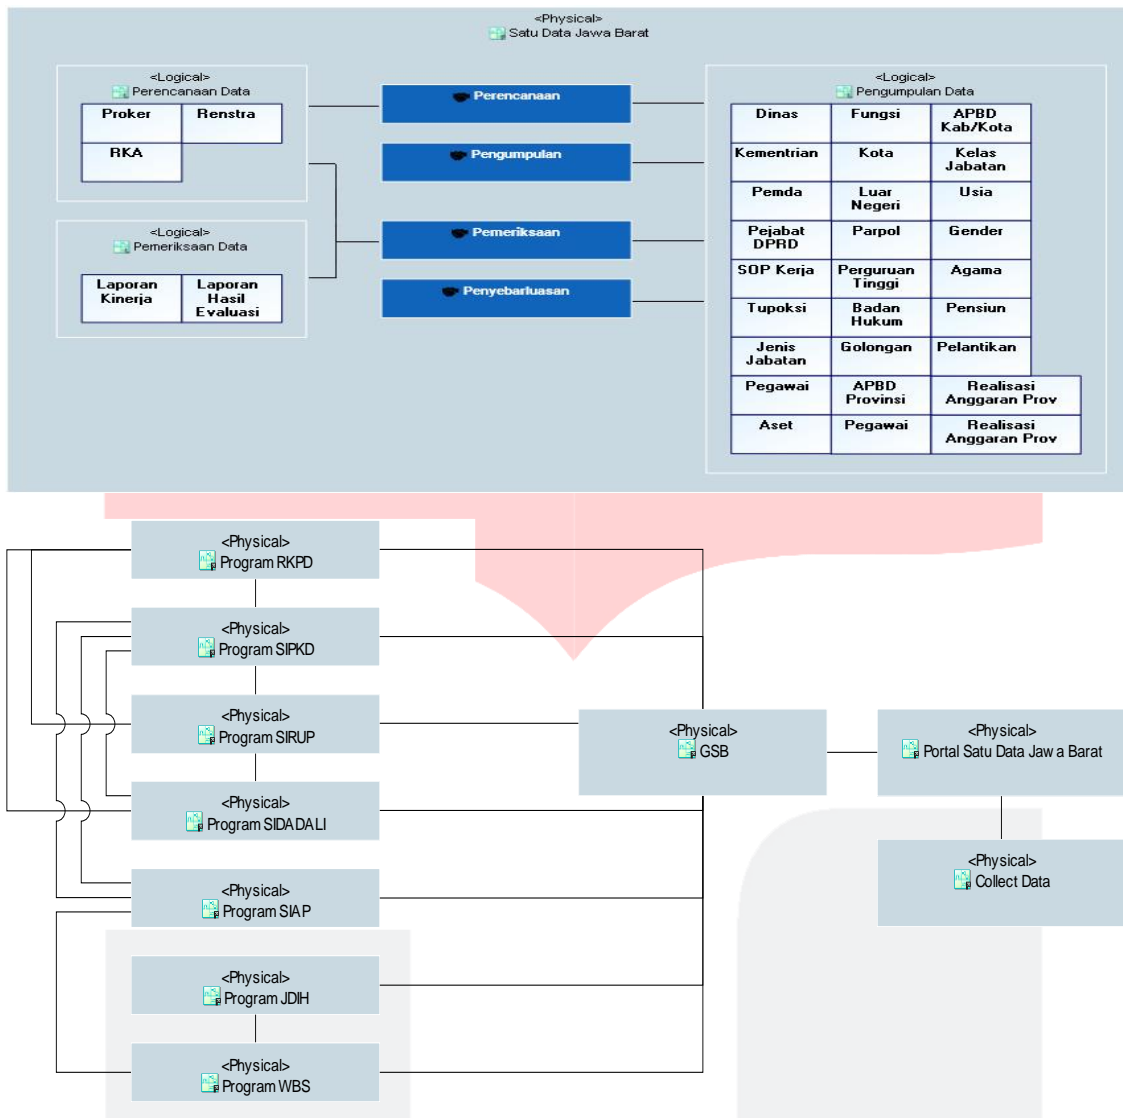 <Physical>
Satu Data Jawa Barat
<Logical>
Perencanaan Data
Proker
Renstra
RKA
<Logical>
Pemeriksaan Data
Laporan
Kinerja
Laporan
Hasil
Evaluasi
Perencanaan
Pengumpulan
Pemeriksaan
Penyebarluasan
<Logical>
Pengumpulan Data
Dinas
Fungsi
APBD
Kab/Kota
Kementrian
Kota
Kelas
Jabatan
Pemda
Luar
Negeri
Usia
Pejabat
DPRD
Parpol
Gender
SOP Kerja
Perguruan
Tinggi
Agama
Tupoksi
Badan
Hukum
Pensiun
Jenis
Jabatan
Golongan
Pelantikan
Pegawai
APBD
Provinsi
Realisasi
Anggaran Prov
Aset
Pegawai
Realisasi
Anggaran Prov
<Physical>
Program RKPD
<Physical>
Program SIPKD
<Physical>
Program SIRUP
<Physical>
Program SIDADALI
<Physical>
Program SIAP
<Physical>
Program JDIH
<Physical>
Program WBS
<Physical>
GSB
<Physical>
Portal Satu Data Jawa Barat
<Physical>
Collect Data